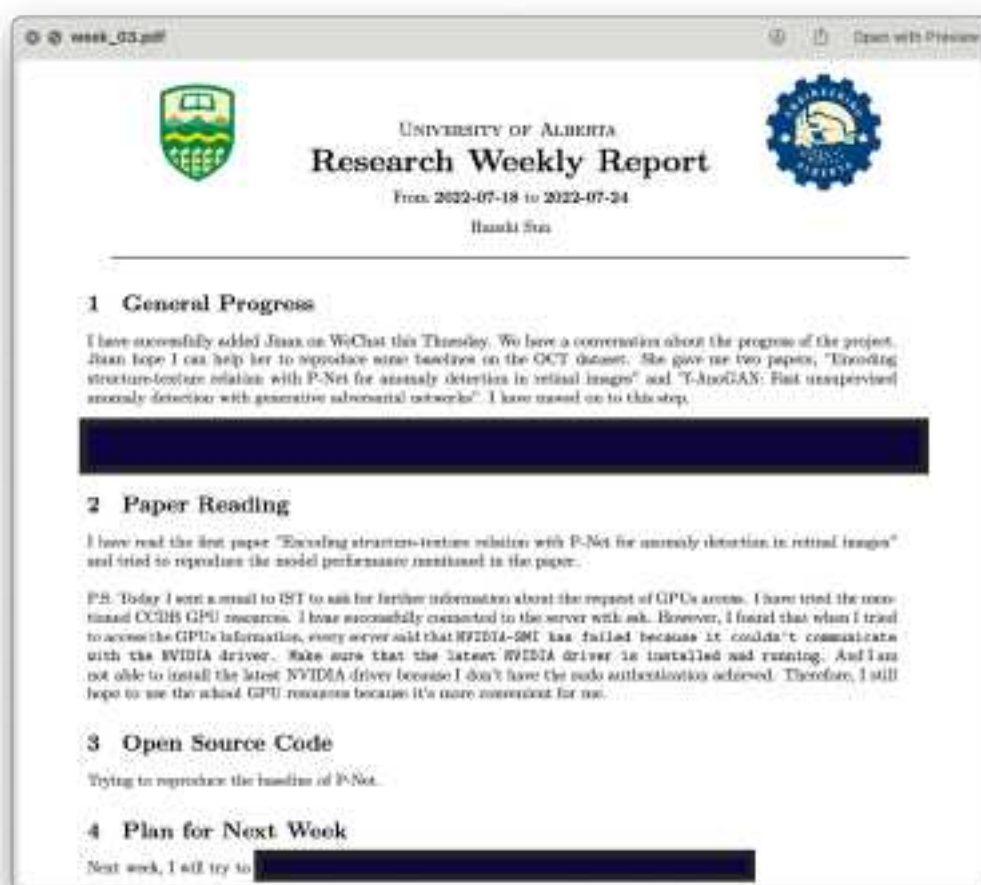 week_03.pdf
Open with Preview
UNIVERSITY OF ALBERTA
Research Weekly Report
From 2022-07-18 to 2022-07-24
Sun
1 General Progress
I have successfully added Jinan on WeChat this Thursday. We have a conversation about the progress of the project.
Jinan hope I can help her to reproduce some baselines on the OCT dataset. She gave me two papers, "Encoding
structure-texture relation with P-Net for anomaly detection in retinal images" and "f-AnoGAN: Fast unsupervised
anomaly detection with generative adversarial networks". I have moved on to this step.
2 Paper Reading
I have read the first paper "Encoding structure-texture relation with P-Net for anomaly detection in retinal images"
and tried to reproduce the model performance mentioned in the paper.
P.S. Today I sent a email to IST to ask for further information about the request of GPUs access. I have tried the men-
tioned GPU resources. I have successfully connected to the server with ssh. However, I found that when I tried
to access the GPUs information, every server said that NVIDIA-SMI has failed because it couldn't communicate
with the NVIDIA driver. Make sure that the latest NVIDIA driver is installed and running. And I am
not able to install the latest NVIDIA driver because I don't have the sudo authentication achieved. Therefore, I still
hope to use the school GPU resources because it's more convenient for me.
3 Open Source Code
Trying to reproduce the baseline of P-Net.
4 Plan for Next Week
Next week, I will try to